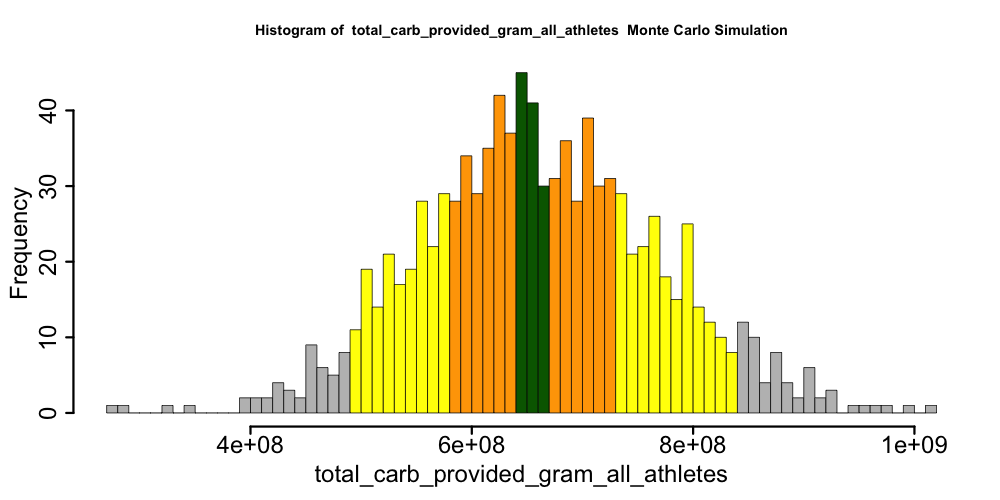 Histogram of  total_carb_provided_gram_all_athletes  Monte Carlo Simulation
Frequency
40
30
20
10
0
4e+08 6e+08 8e+08 1e+09
total_carb_provided_gram_all_athletes